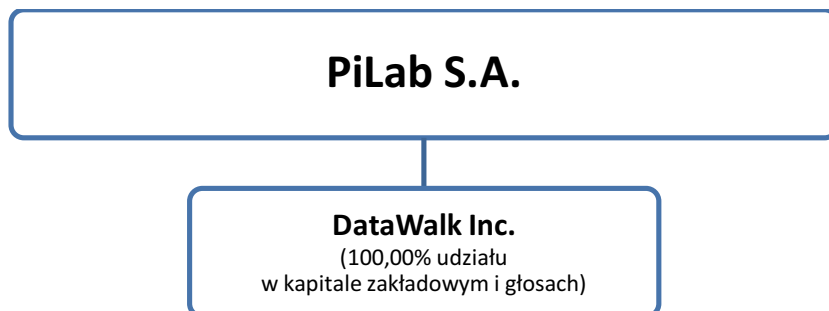 PiLab S.A.
DataWalk Inc.
(100,00% udziału
w kapitale zakładowym i głosach)